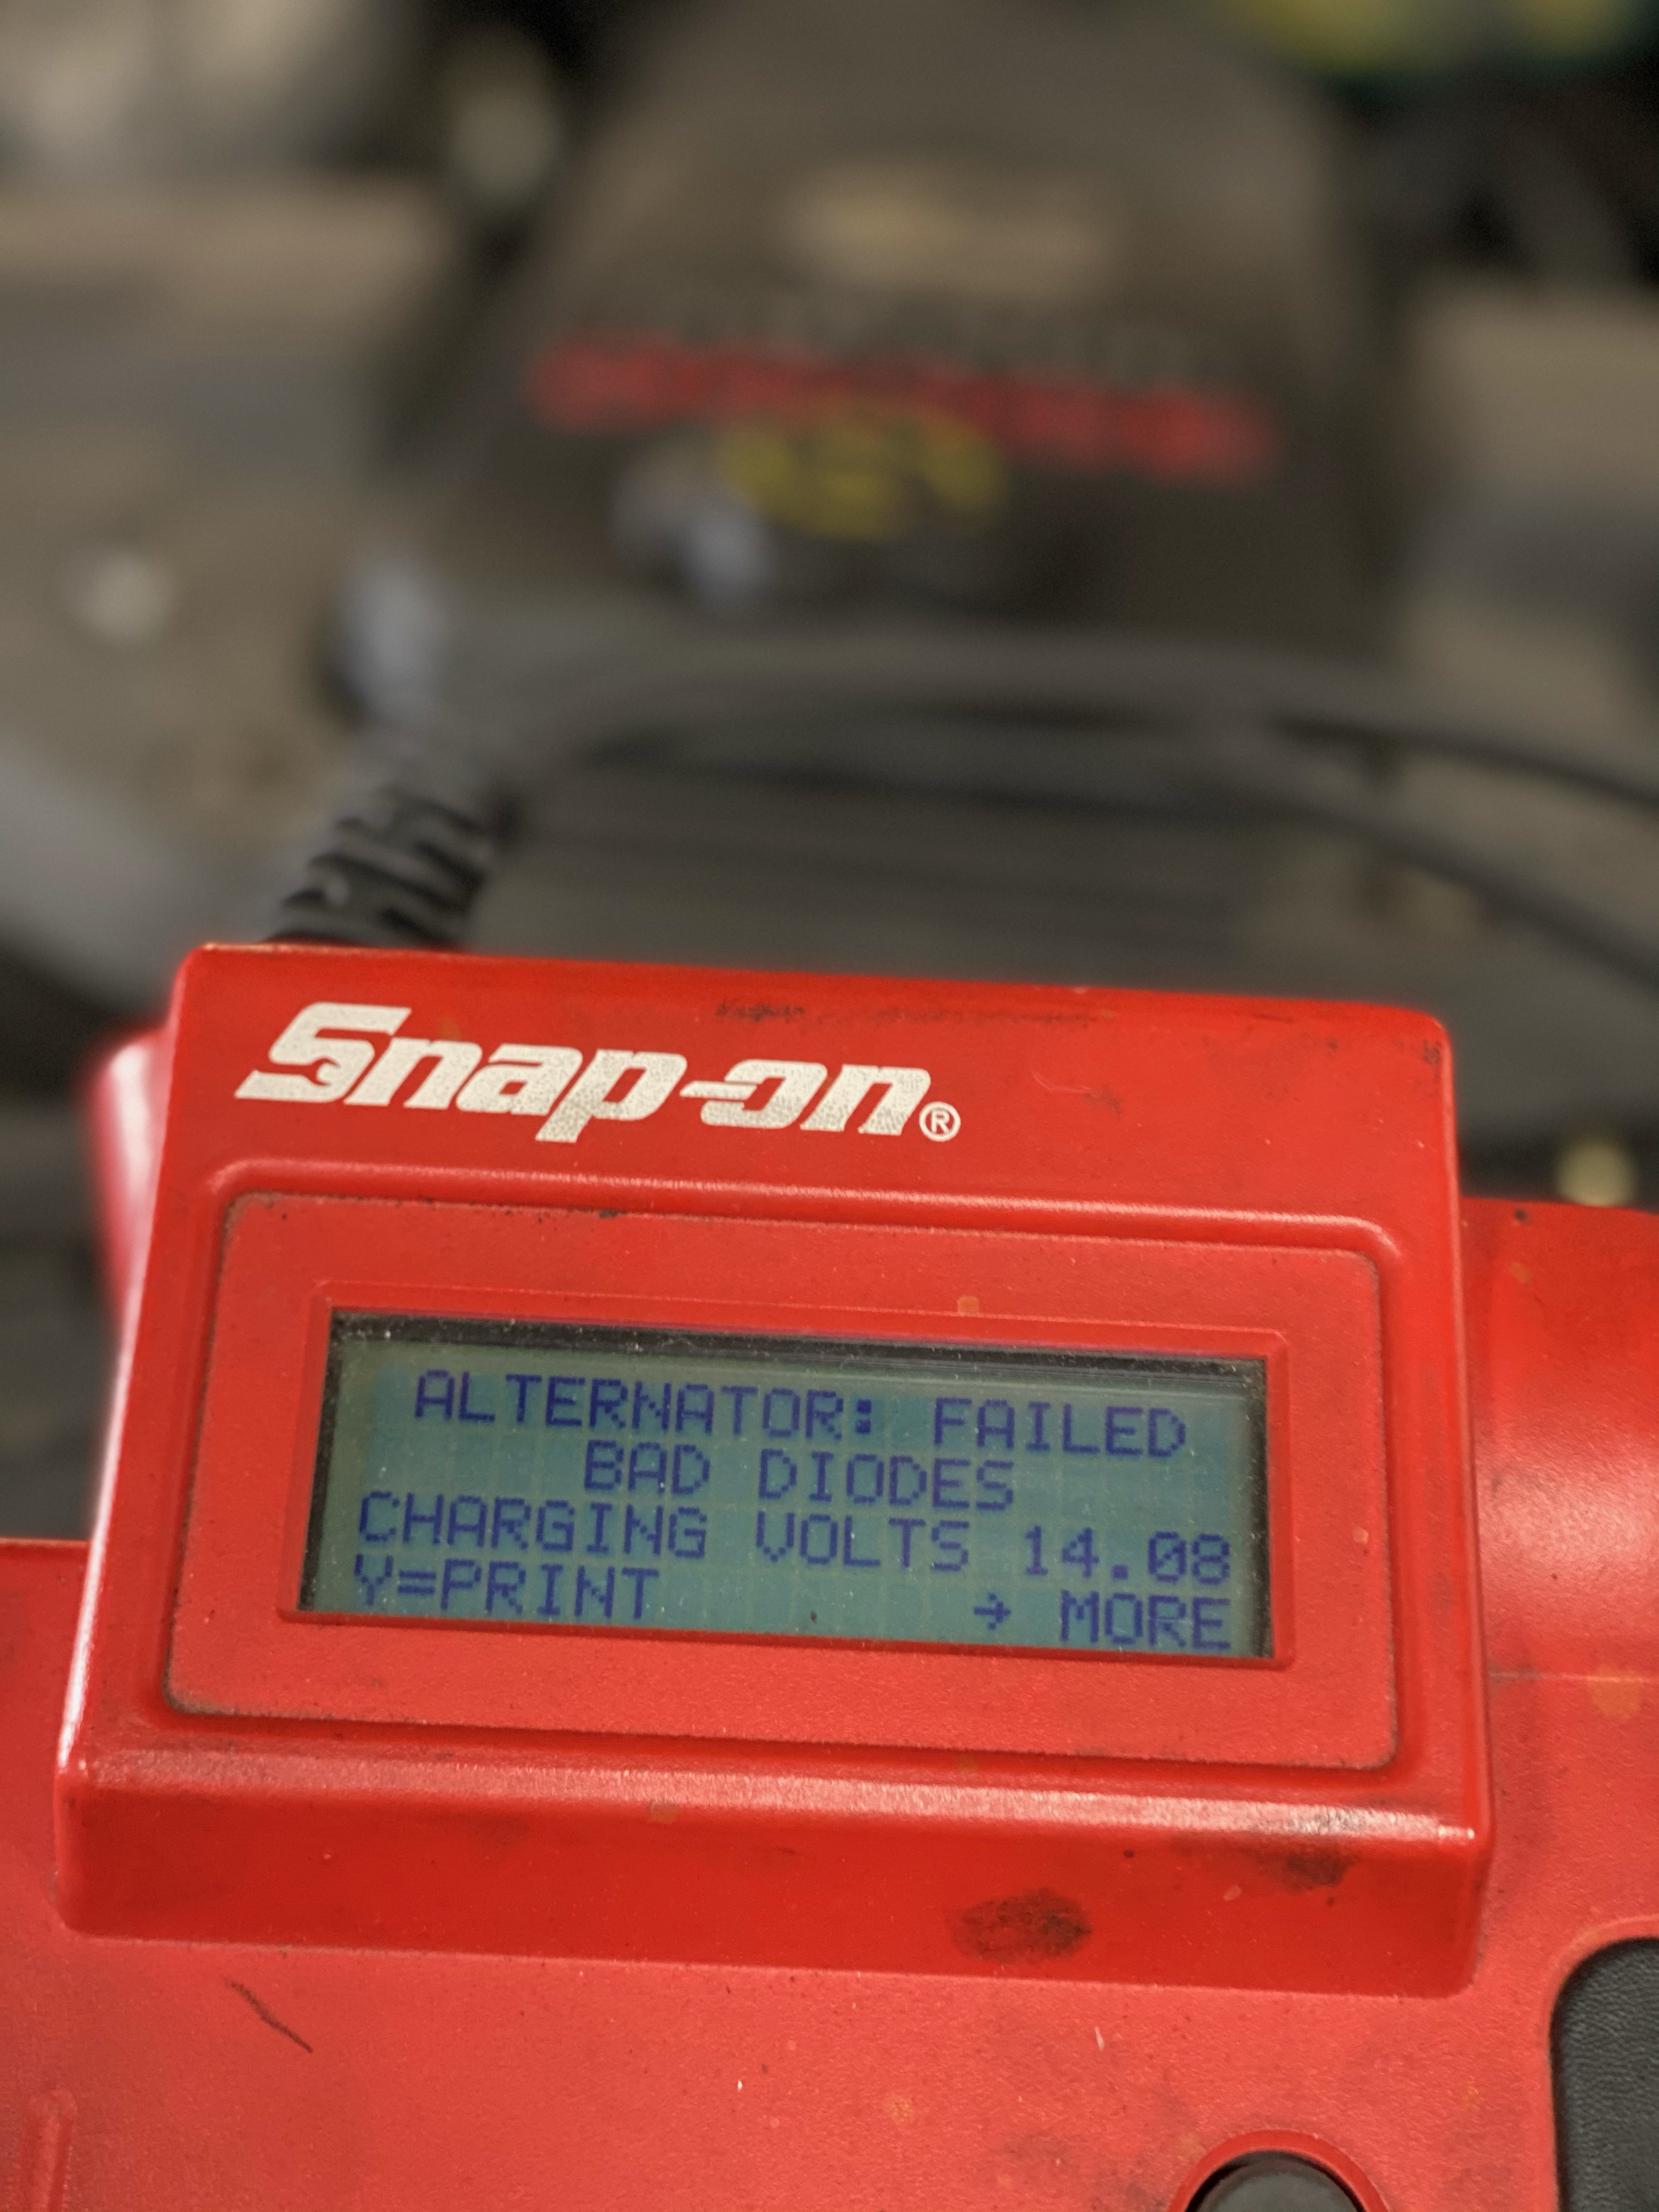 Snap-on®
ALTERNATOR: FAILED
BAD DIODES
CHARGING VOLTS 14.08
Y=PRINT → MORE